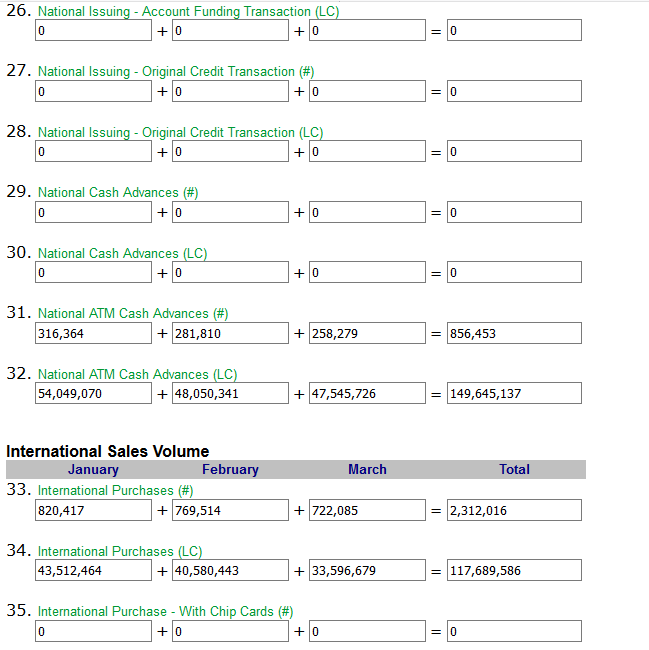 26. National Issuing - Account Funding Transaction (LC)
0 + 0 + 0 = 0
27. National Issuing - Original Credit Transaction (#)
0 + 0 + 0 = 0
28. National Issuing - Original Credit Transaction (LC)
0 + 0 + 0 = 0
29. National Cash Advances (#)
0 + 0 + 0 = 0
30. National Cash Advances (LC)
0 + 0 + 0 = 0
31. National ATM Cash Advances (#)
316,364 + 281,810 + 258,279 = 856,453
32. National ATM Cash Advances (LC)
54,049,070 + 48,050,341 + 47,545,726 = 149,645,137
International Sales Volume
January February March Total
33. International Purchases (#)
820,417 + 769,514 + 722,085 = 2,312,016
34. International Purchases (LC)
43,512,464 + 40,580,443 + 33,596,679 = 117,689,586
35. International Purchase - With Chip Cards (#)
0 + 0 + 0 = 0